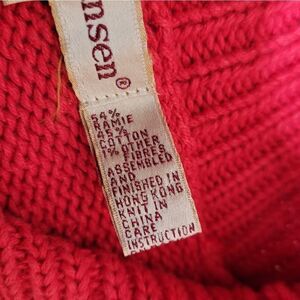 nsen®
54%
RAMIE
45%
COTTON
1% OTHER
FIBRES
ASSEMBLED
AND
FINISHED IN
HONG KONG
KNIT IN
CHINA
CARE
INSTRUCTION